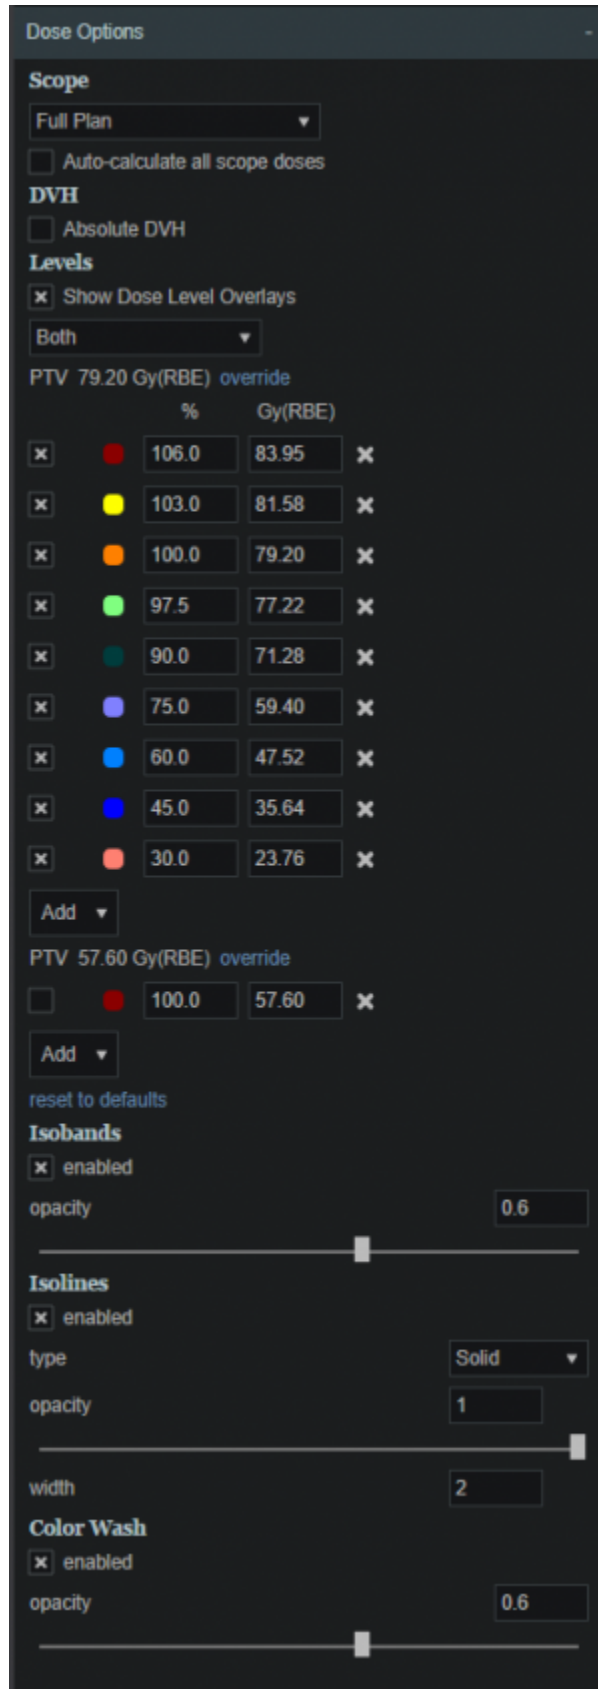 Dose Options -
Scope
Full Plan
Auto-calculate all scope doses
DVH
Absolute DVH
Levels
Show Dose Level Overlays
Both
PTV 79.20 Gy(RBE) override
% Gy(RBE)
106.0 83.95
103.0 81.58
100.0 79.20
97.5 77.22
90.0 71.28
75.0 59.40
60.0 47.52
45.0 35.64
30.0 23.76
Add
PTV 57.60 Gy(RBE) override
100.0 57.60
Add
reset to defaults
Isobands
enabled
opacity 0.6
Isolines
enabled
type Solid
opacity 1
width 2
Color Wash
enabled
opacity 0.6